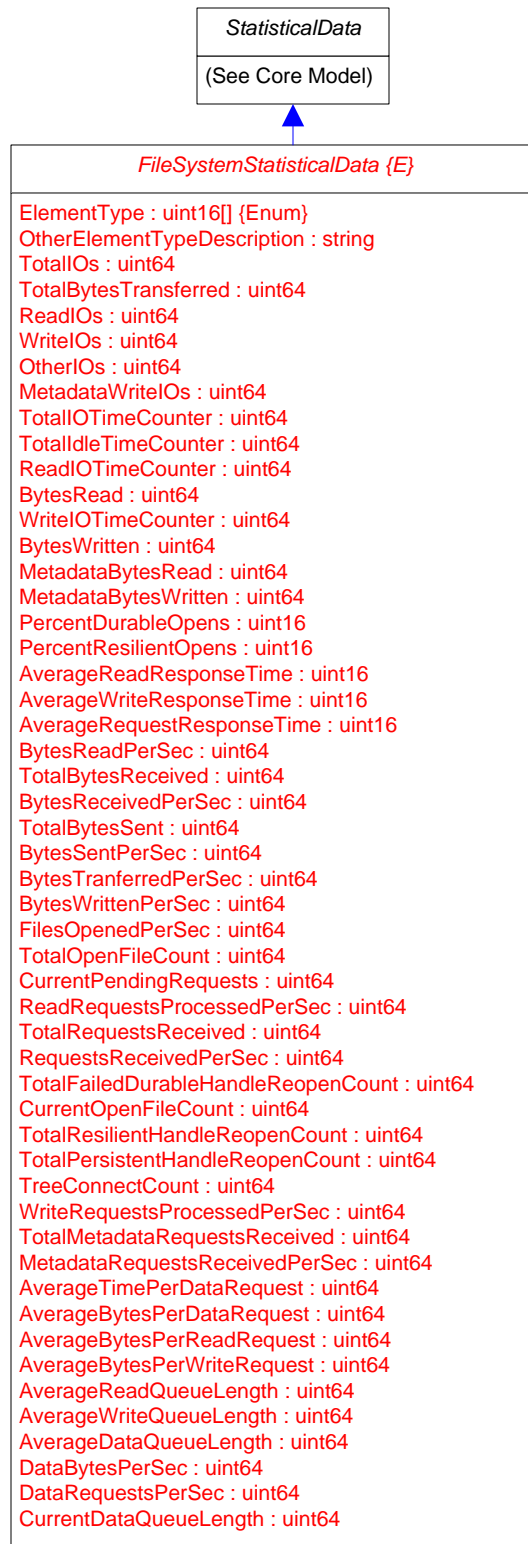 StatisticalData
(See Core Model)
FileSystemStatisticalData {E}
ElementType : uint16[] {Enum}
OtherElementTypeDescription : string
TotalIOs : uint64
TotalBytesTransferred : uint64
ReadIOs : uint64
WriteIOs : uint64
OtherIOs : uint64
MetadataWriteIOs : uint64
TotalIOTimeCounter : uint64
TotalIdleTimeCounter : uint64
ReadIOTimeCounter : uint64
BytesRead : uint64
WriteIOTimeCounter : uint64
BytesWritten : uint64
MetadataBytesRead : uint64
MetadataBytesWritten : uint64
PercentDurableOpens : uint16
PercentResilientOpens : uint16
AverageReadResponseTime : uint16
AverageWriteResponseTime : uint16
AverageRequestResponseTime : uint16
BytesReadPerSec : uint64
TotalBytesReceived : uint64
BytesReceivedPerSec : uint64
TotalBytesSent : uint64
BytesSentPerSec : uint64
BytesTranferredPerSec : uint64
BytesWrittenPerSec : uint64
FilesOpenedPerSec : uint64
TotalOpenFileCount : uint64
CurrentPendingRequests : uint64
ReadRequestsProcessedPerSec : uint64
TotalRequestsReceived : uint64
RequestsReceivedPerSec : uint64
TotalFailedDurableHandleReopenCount : uint64
CurrentOpenFileCount : uint64
TotalResilientHandleReopenCount : uint64
TotalPersistentHandleReopenCount : uint64
TreeConnectCount : uint64
WriteRequestsProcessedPerSec : uint64
TotalMetadataRequestsReceived : uint64
MetadataRequestsReceivedPerSec : uint64
AverageTimePerDataRequest : uint64
AverageBytesPerDataRequest : uint64
AverageBytesPerReadRequest : uint64
AverageBytesPerWriteRequest : uint64
AverageReadQueueLength : uint64
AverageWriteQueueLength : uint64
AverageDataQueueLength : uint64
DataBytesPerSec : uint64
DataRequestsPerSec : uint64
CurrentDataQueueLength : uint64